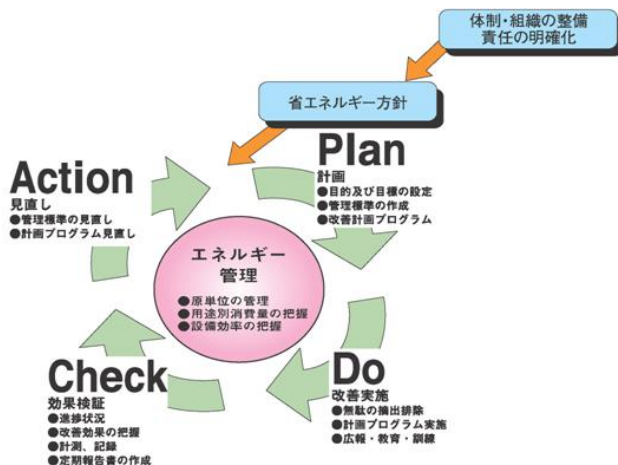 体制・組織の整備
責任の明確化
省エネルギー方針
Plan
計画
●目的及び目標の設定
●管理標準の作成
●改善計画プログラム
Action
見直し
●管理標準の見直し
●計画プログラム見直し
エネルギー
管理
●原単位の管理
●用途別消費量の把握
●設備効率の把握
Do
改善実施
●無駄の抽出排除
●計画プログラム実施
●広報・教育・訓練
Check
効果検証
●進捗状況
●改善効果の把握
●計測、記録
●定期報告書の作成